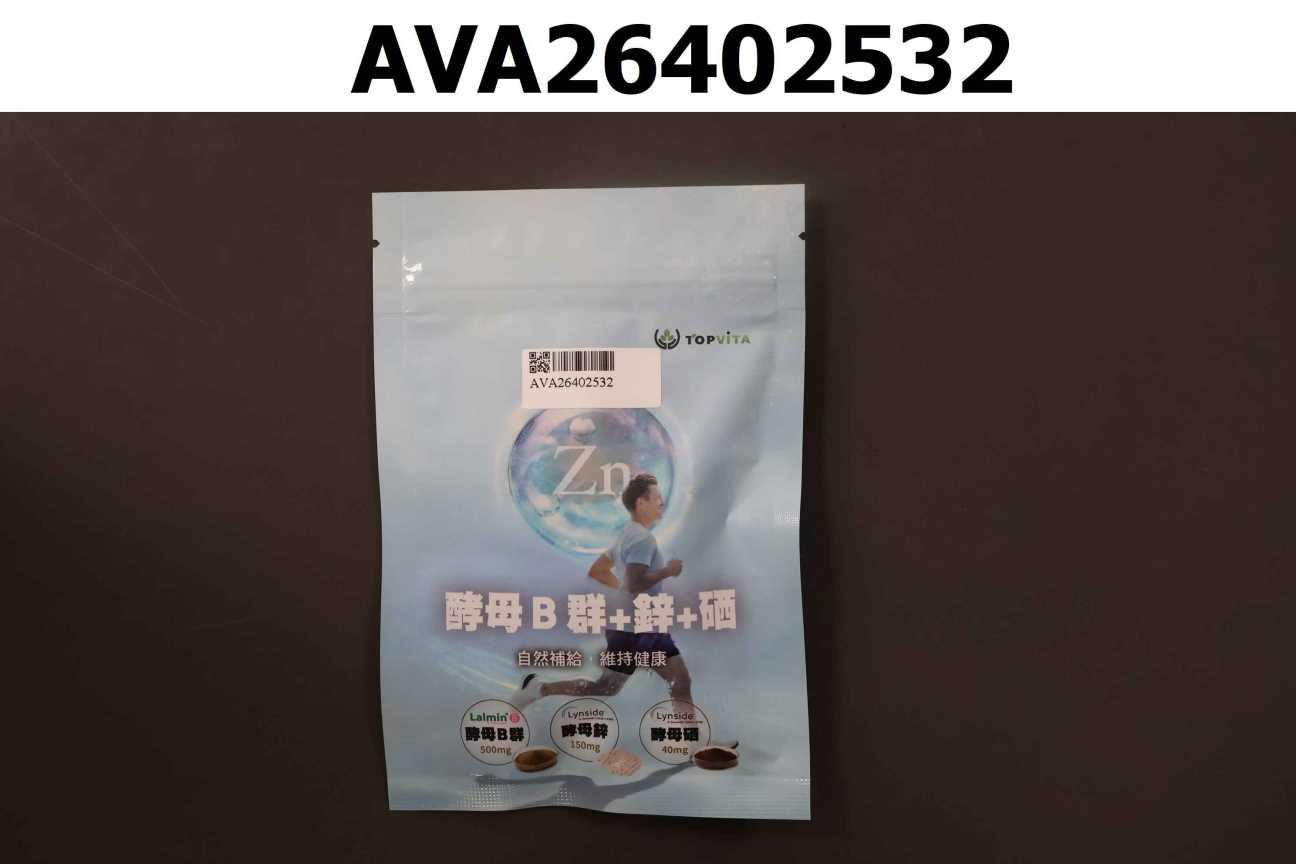 AVA26402532
TOPVITA
AVA26402532
Zn
酵母B群+鋅+硒
自然補給，維持健康
Lalmin B
酵母B群
500mg
Lynside
酵母鋅
150mg
Lynside
酵母硒
40mg